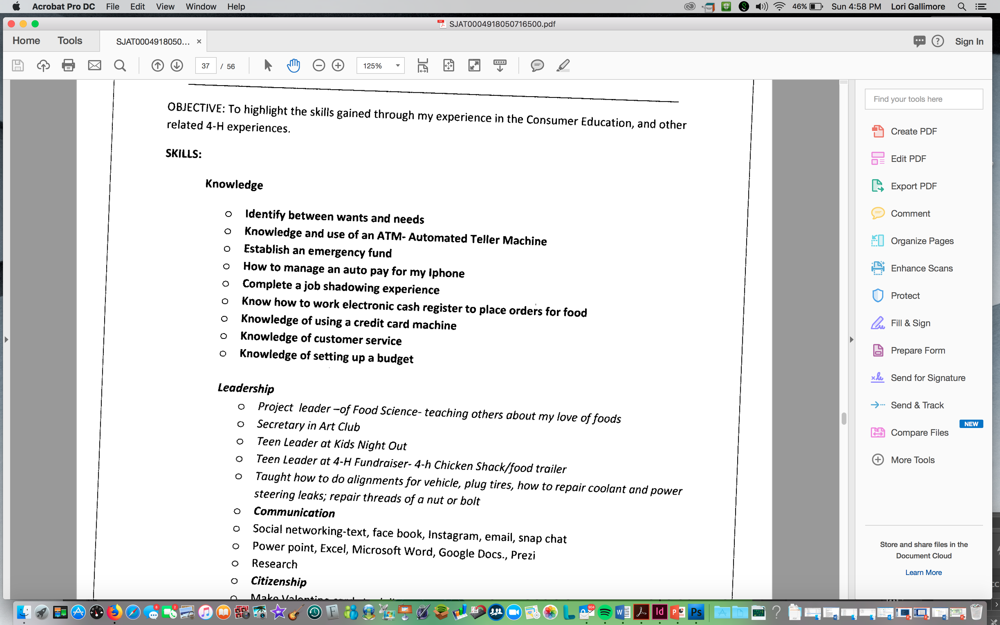 Acrobat Pro DC File Edit View Window Help 46% Sun 4:58 PM Lori Gallimore
SJAT0004918050716500.pdf
Home Tools SJAT0004918050... × Sign In
37 / 56 125%
OBJECTIVE: To highlight the skills gained through my experience in the Consumer Education, and other
related 4-H experiences.
SKILLS:
Knowledge
o Identify between wants and needs
o Knowledge and use of an ATM- Automated Teller Machine
o Establish an emergency fund
o How to manage an auto pay for my Iphone
o Complete a job shadowing experience
o Know how to work electronic cash register to place orders for food
o Knowledge of using a credit card machine
o Knowledge of customer service
o Knowledge of setting up a budget
Leadership
o Project leader –of Food Science- teaching others about my love of foods
o Secretary in Art Club
o Teen Leader at Kids Night Out
o Teen Leader at 4-H Fundraiser- 4-h Chicken Shack/food trailer
o Taught how to do alignments for vehicle, plug tires, how to repair coolant and power
steering leaks; repair threads of a nut or bolt
o Communication
o Social networking-text, face book, Instagram, email, snap chat
o Power point, Excel, Microsoft Word, Google Docs., Prezi
o Research
o Citizenship
o Make Valentine
Find your tools here
Create PDF
Edit PDF
Export PDF
Comment
Organize Pages
Enhance Scans
Protect
Fill & Sign
Prepare Form
Send for Signature
Send & Track
NEW
Compare Files
More Tools
Store and share files in the
Document Cloud
Learn More
8 2 904 W Id P Ps